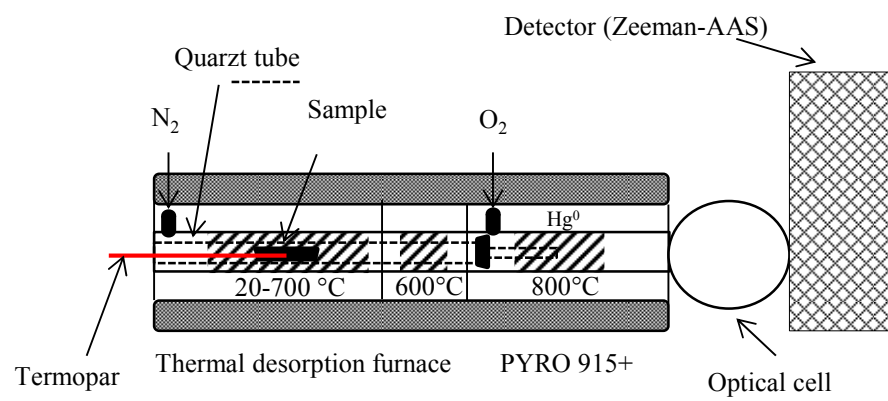 Detector (Zeeman-AAS)
Quarzt tube
Sample
N2
O2
Hg0
20-700 °C
600°C
800°C
Thermal desorption furnace
PYRO 915+
Termopar
Optical cell